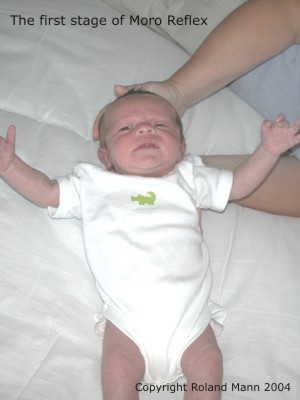 The first stage of Moro Reflex
Copyright Roland Mann 2004